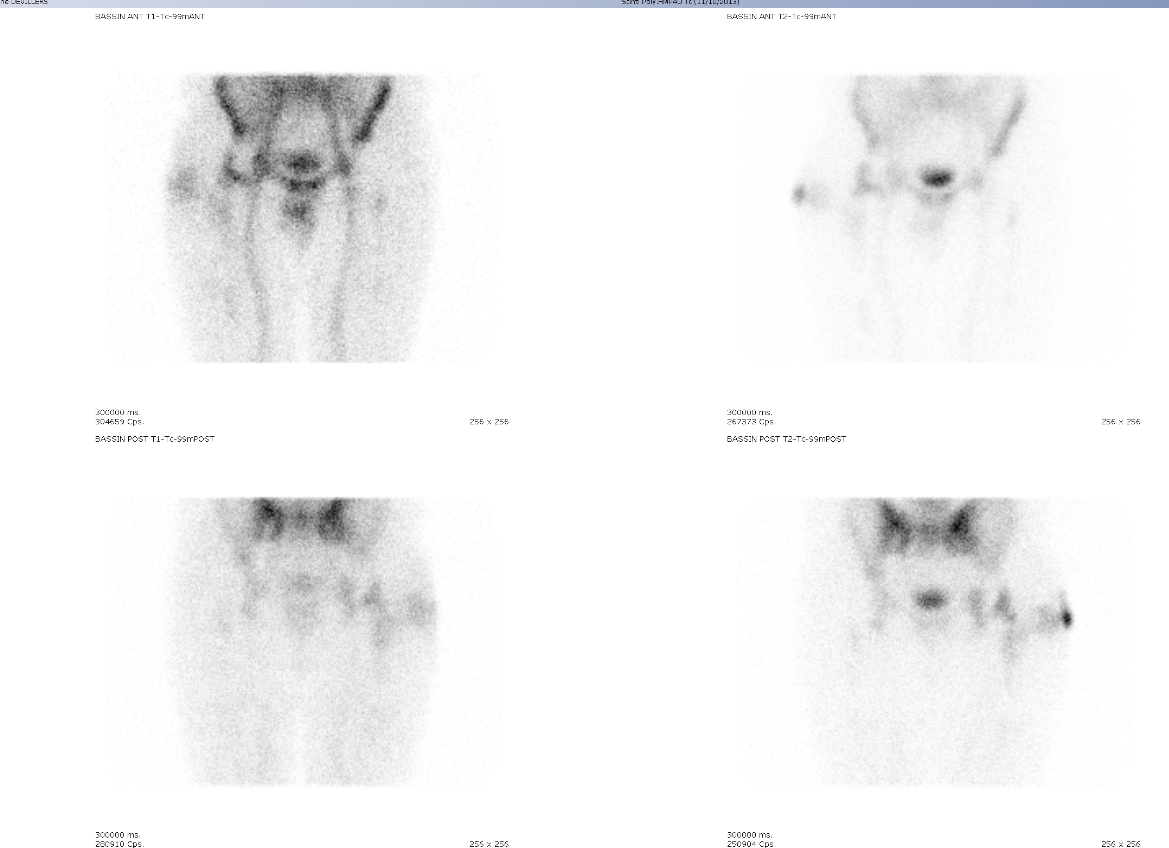 DEVILLERS
BASSIN ANT T1-Tc-99mANT
BASSIN ANT T2-Tc-99mANT
300000 ms.
304659 Cps.
256 x 256
300000 ms.
267373 Cps
256 x 256
BASSIN POST T1-Tc-99mPOST
BASSIN POST T2-Tc-99mPOST
300000 ms.
280910 Cps.
256 x 256
300000 ms.
250904 Cps
256 x 256